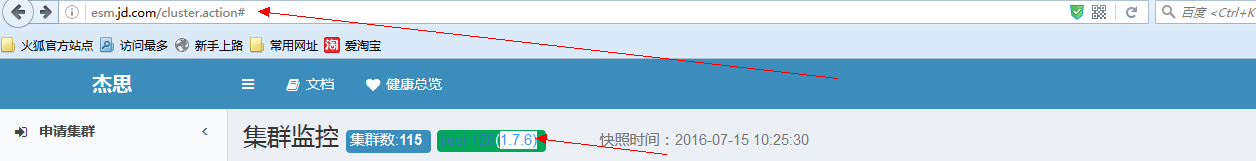 esm.jd.com/cluster.action#
百度 <Ctrl+K
火狐官方站点 访问最多 新手上路 常用网址 淘 爱淘宝
杰思 文档 健康总览
申请集群 集群监控 集群数:115 (1.7.6) 快照时间：2016-07-15 10:25:30